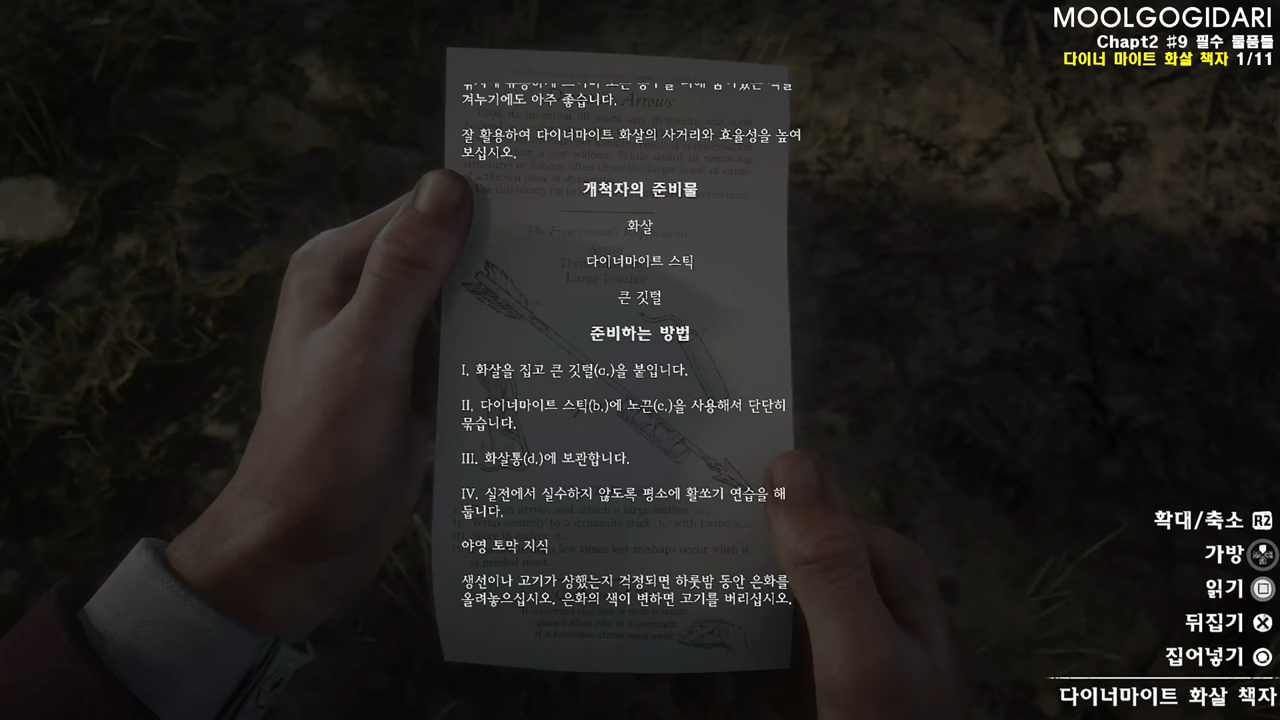 MOOLGOGIDARI
Chapt2 #9 필수 물품들
다이너 마이트 화살 책자 1/11
겨누기에도 아주 좋습니다.
Arrows
잘 활용하여 다이너마이트 화살의 사거리와 효율성을 높여
보십시오.
개척자의 준비물
화살
다이너마이트 스틱
Large Feather
큰 깃털
준비하는 방법
I. 화살을 집고 큰 깃털(a.)을 붙입니다.
II. 다이너마이트 스틱(b.)에 노끈(c.)을 사용해서 단단히
묶습니다.
III. 화살통(d.)에 보관합니다.
IV. 실전에서 실수하지 않도록 평소에 활쏘기 연습을 해
둡니다.
야영 토막 지식
생선이나 고기가 상했는지 걱정되면 하룻밤 동안 은화를
올려놓으십시오. 은화의 색이 변하면 고기를 버리십시오.
확대/축소 R2
가방
읽기
뒤집기
집어넣기
다이너마이트 화살 책자